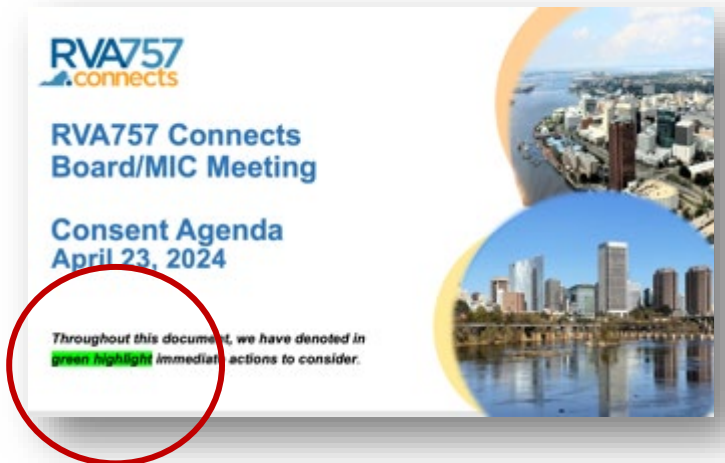 RVA757
connects
RVA757 Connects
Board/MIC Meeting
Consent Agenda
April 23, 2024
Throughout this document, we have denoted in
green highlight immediate actions to consider.